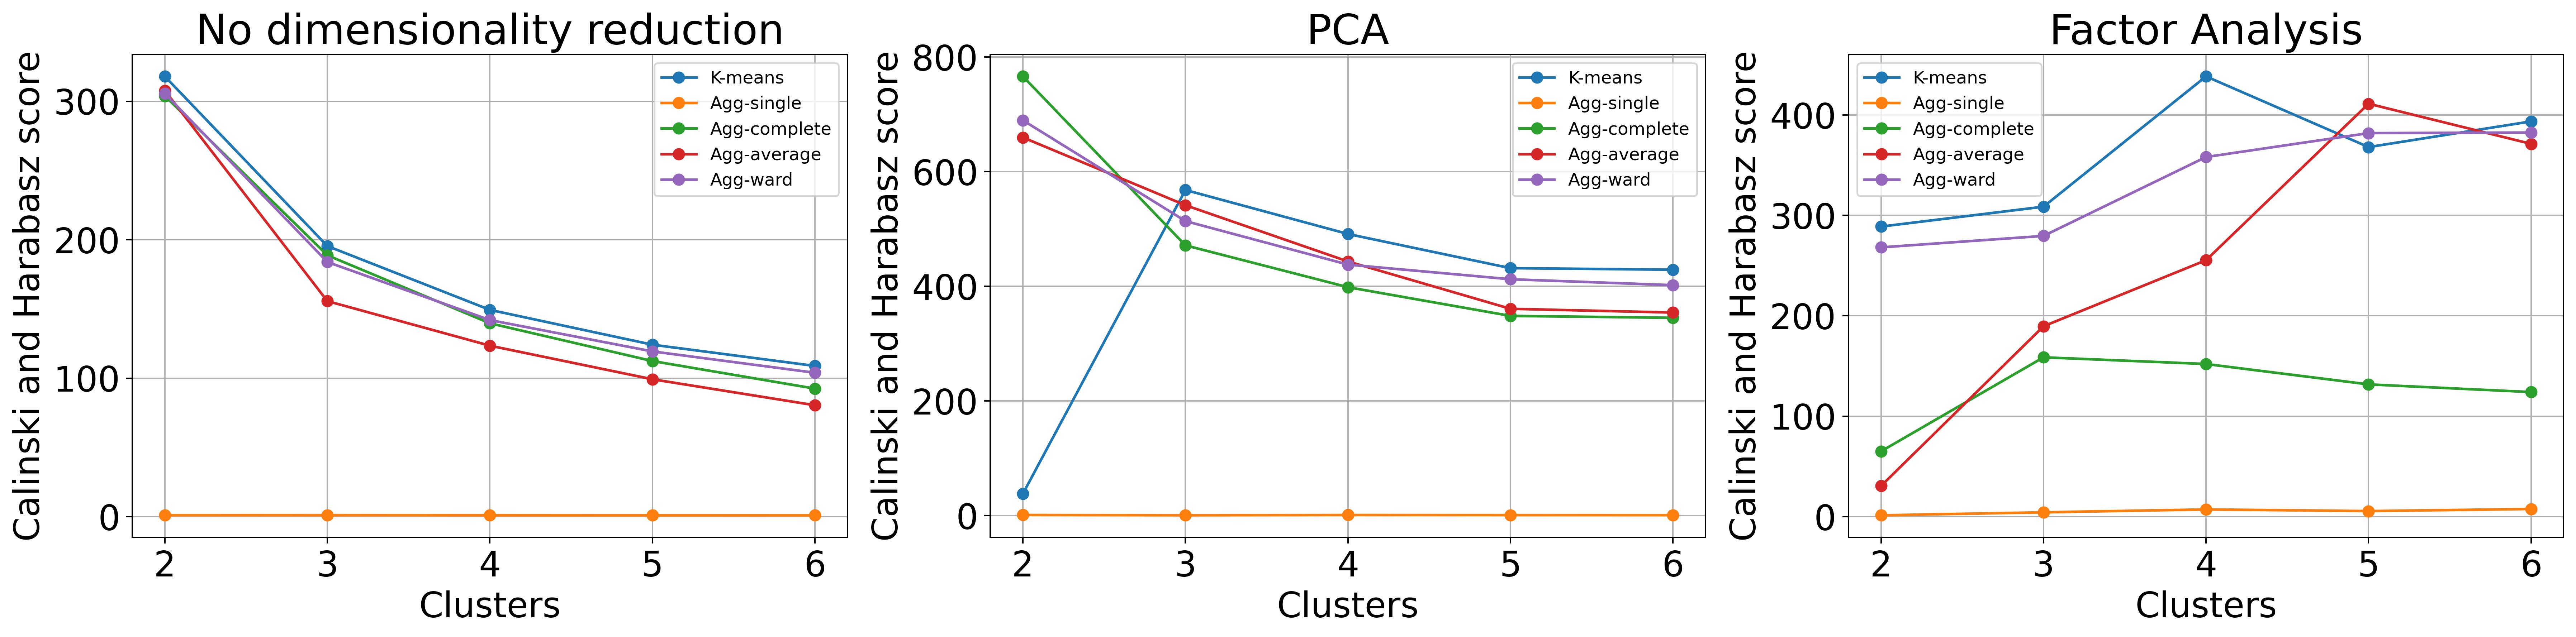 No dimensionality reduction
Calinski and Harabasz score
300
200
100
0
2 3 4 5 6
Clusters
K-means
Agg-single
Agg-complete
Agg-average
Agg-ward
PCA
Calinski and Harabasz score
800
600
400
200
0
2 3 4 5 6
Clusters
K-means
Agg-single
Agg-complete
Agg-average
Agg-ward
Factor Analysis
Calinski and Harabasz score
400
300
200
100
0
2 3 4 5 6
Clusters
K-means
Agg-single
Agg-complete
Agg-average
Agg-ward